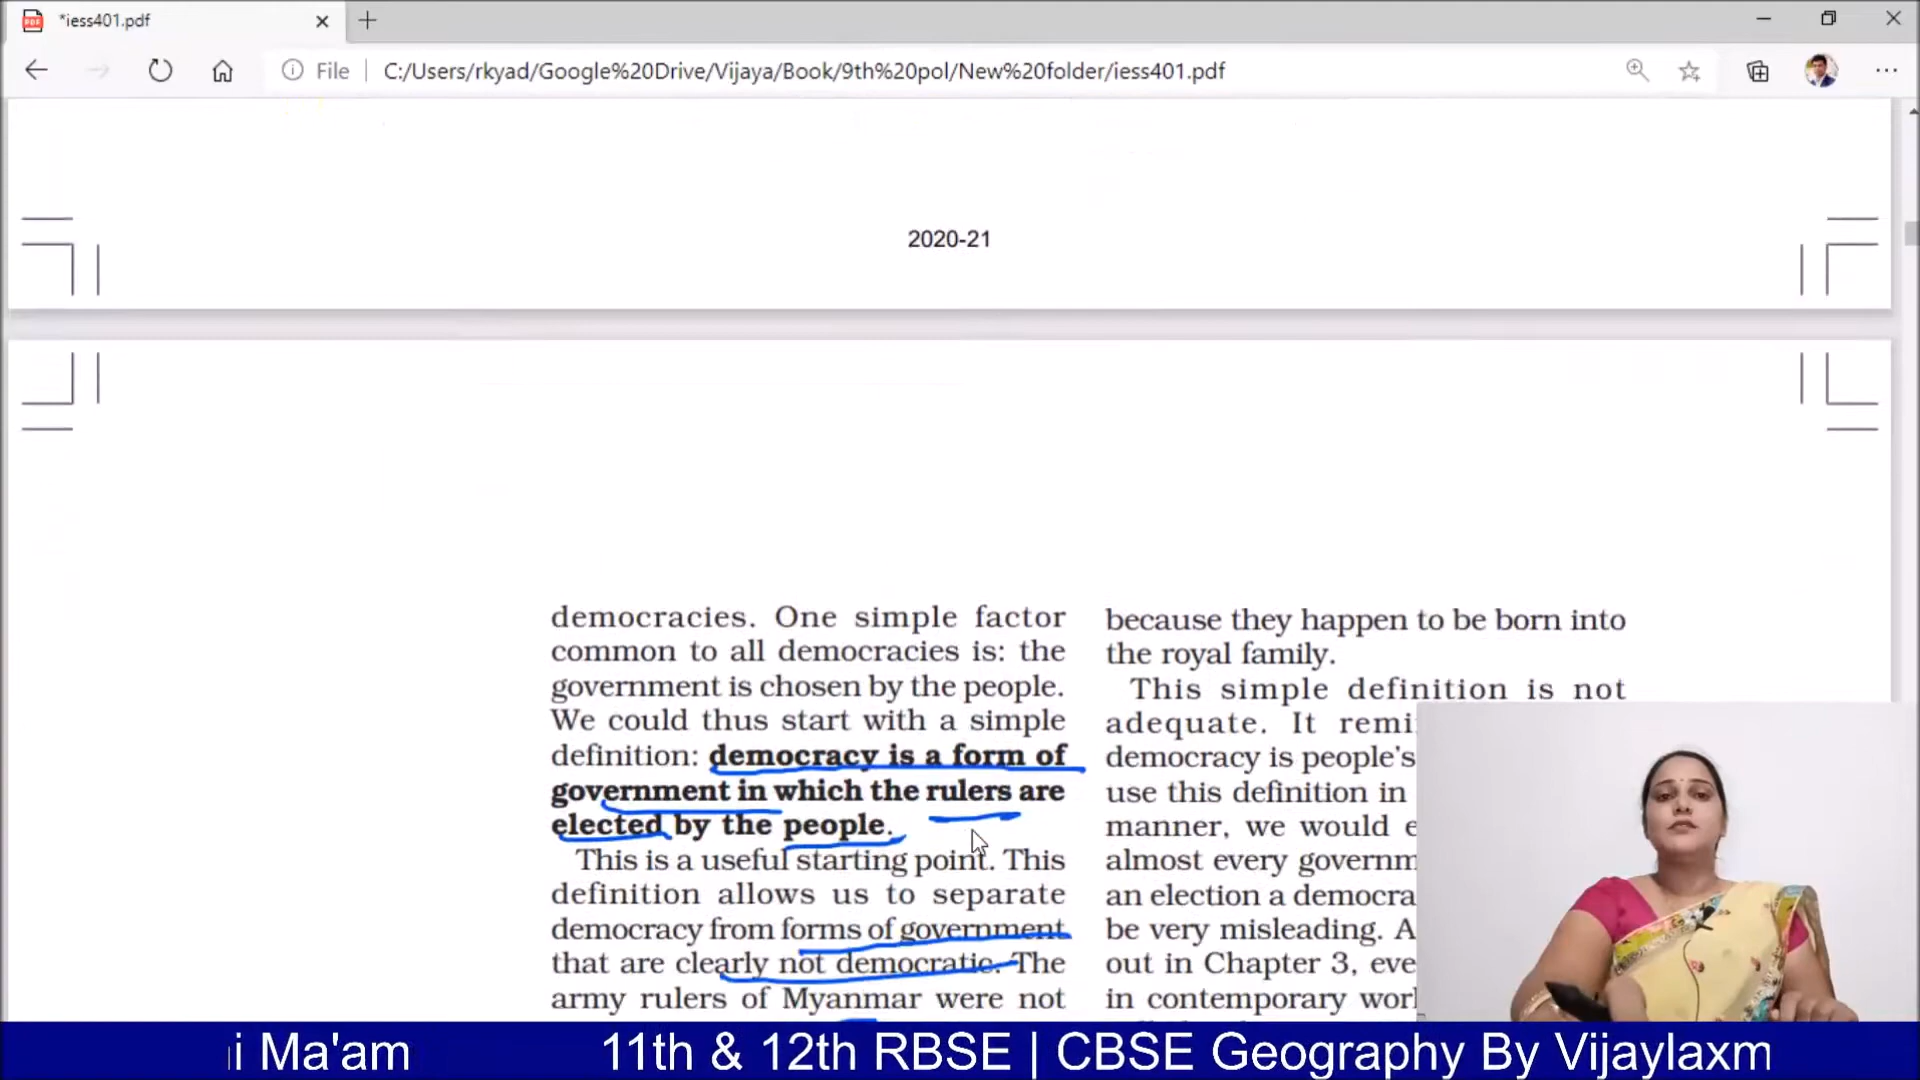 *iess401.pdf
File
C:/Users/rkyad/Google%20Drive/Vijaya/Book/9th%20pol/New%20folder/iess401.pdf
2020-21
democracies. One simple factor
common to all democracies is: the
government is chosen by the people.
We could thus start with a simple
definition: democracy is a form of
government in which the rulers are
elected by the people.
This is a useful starting point. This
definition allows us to separate
democracy from forms of government
that are clearly not democratic. The
army rulers of Myanmar were not
because they happen to be born into
the royal family.
This simple definition is not
adequate. It remi
democracy is people's
use this definition in
manner, we would e
almost every governm
an election a democra
be very misleading. A
out in Chapter 3, eve
in contemporary worl
i Ma'am 11th & 12th RBSE | CBSE Geography By Vijaylaxm